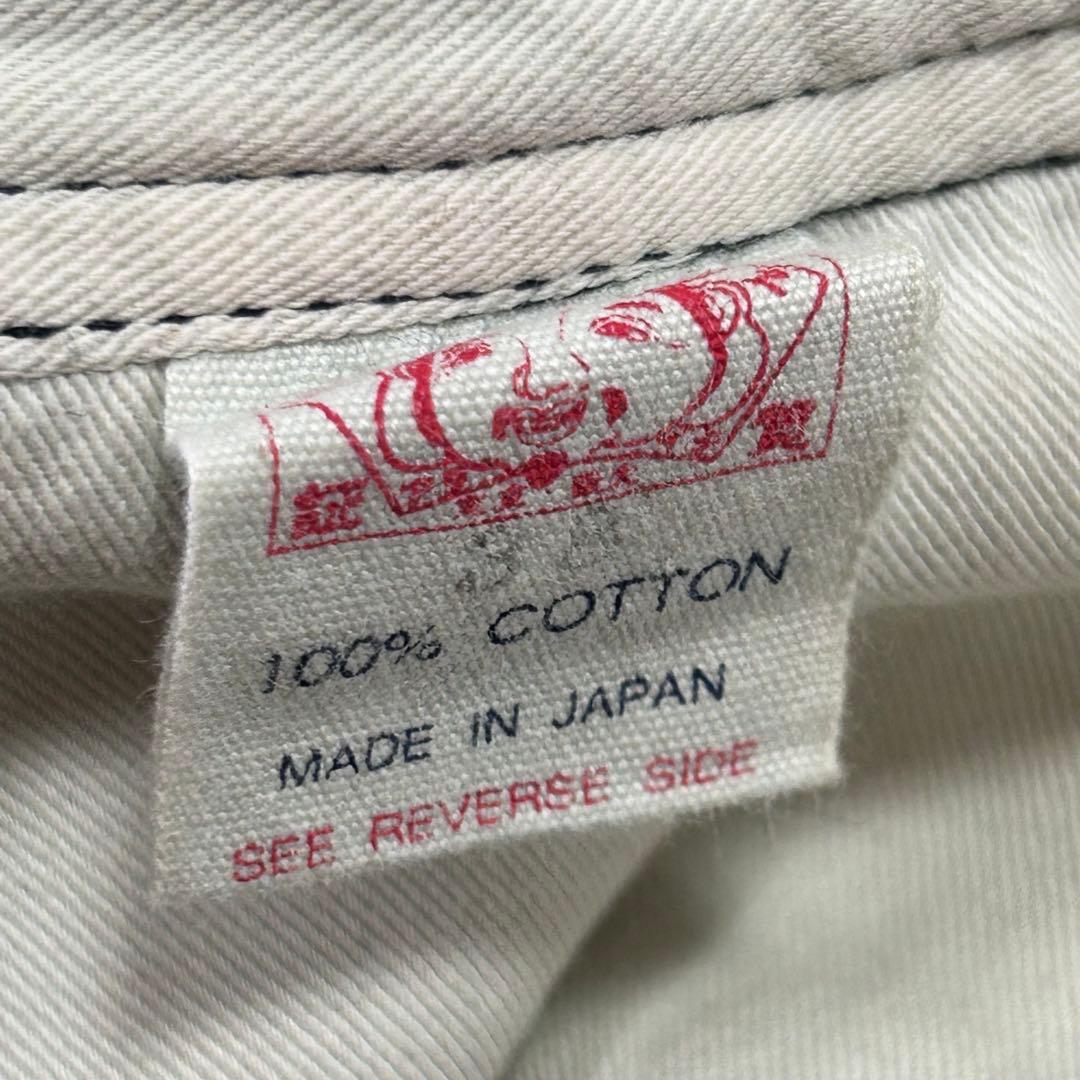 100% COTTON
MADE IN JAPAN
SEE REVERSE SIDE